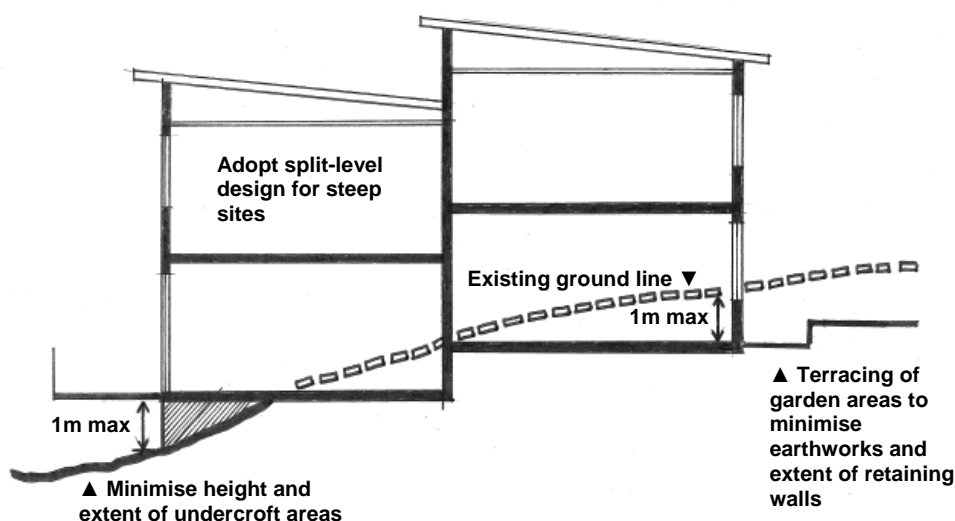 Adopt split-level
design for steep
sites
Existing ground line ▼
1m max
1m max
▲ Terracing of
garden areas to
minimise
earthworks and
extent of retaining
walls
▲ Minimise height and
extent of undercroft areas